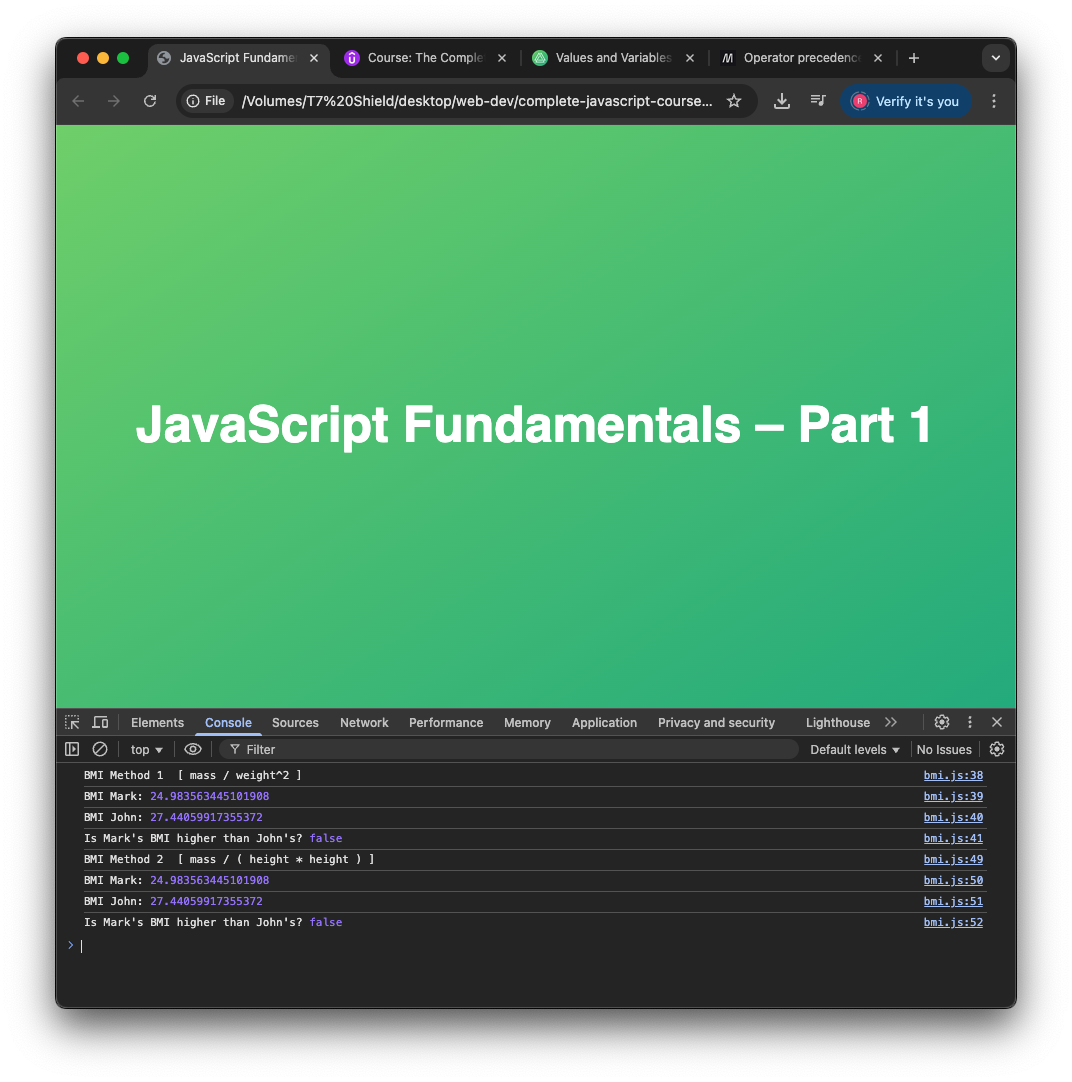 JavaScript Fundame
Course: The Comple
Values and Variables
Operator precedenc
File
/Volumes/T7%20Shield/desktop/web-dev/complete-javascript-course...
Verify it's you
JavaScript Fundamentals – Part 1
Elements Console Sources Network Performance Memory Application Privacy and security Lighthouse
top Filter Default levels No Issues
BMI Method 1 [ mass / weight^2 ] bmi.js:38
BMI Mark: 24.983563445101908 bmi.js:39
BMI John: 27.44059917355372 bmi.js:40
Is Mark's BMI higher than John's? false bmi.js:41
BMI Method 2 [ mass / ( height * height ) ] bmi.js:49
BMI Mark: 24.983563445101908 bmi.js:50
BMI John: 27.44059917355372 bmi.js:51
Is Mark's BMI higher than John's? false bmi.js:52